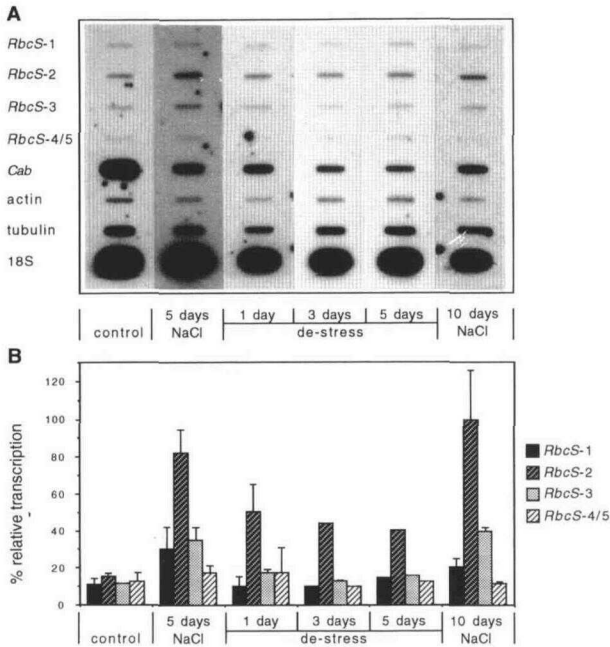 A
RbcS-1
RbcS-2
RbcS-3
RbcS-4/5
Cab
actin
tubulin
18S
control
5 days
NaCl
1 day
3 days
5 days
de-stress
10 days
NaCl
B
% relative transcription
120
100
80
60
40
20
0
RbcS-1
RbcS-2
RbcS-3
RbcS-4/5
control
5 days
NaCl
1 day
3 days
5 days
de-stress
10 days
NaCl